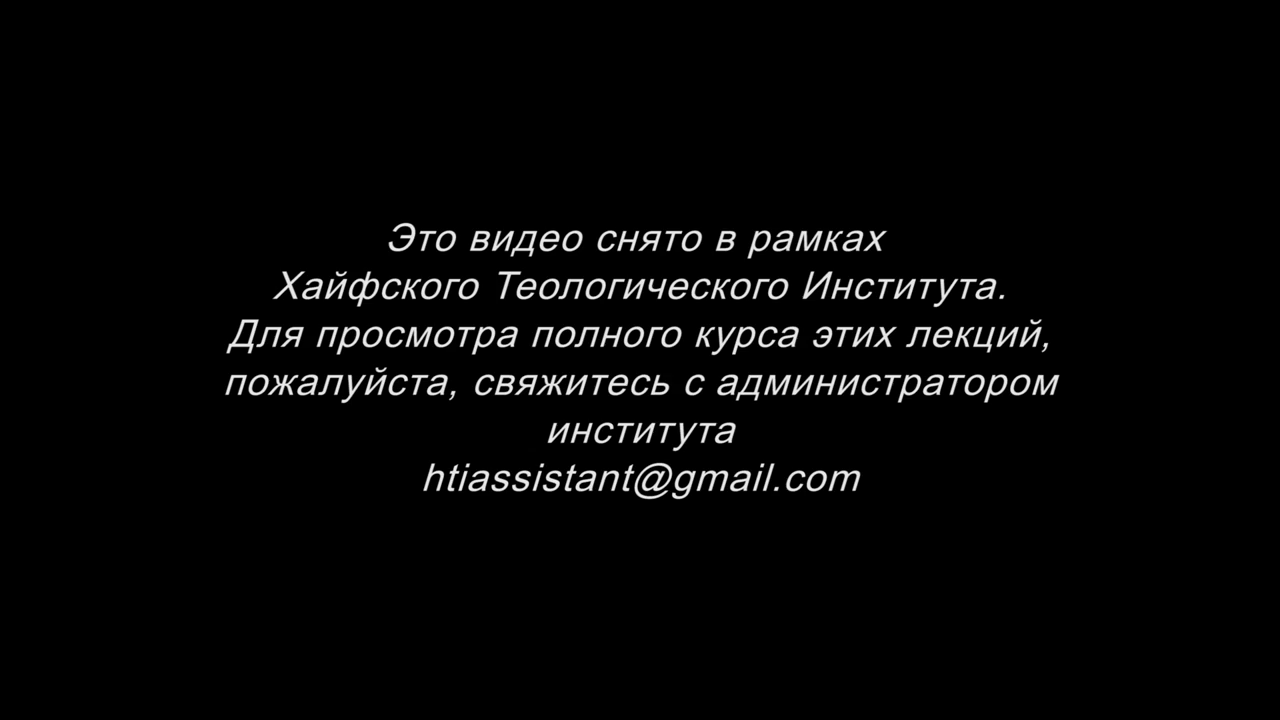 Это видео снято в рамках
Хайфского Теологического Института.
Для просмотра полного курса этих лекций,
пожалуйста, свяжитесь с администратором
института
htiassistant@gmail.com